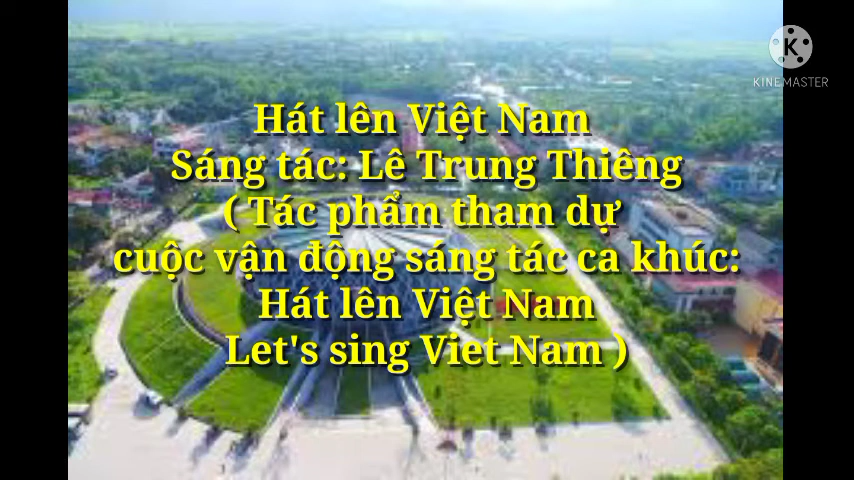 KINEMASTER
Hát lên Việt Nam
Sáng tác: Lê Trung Thiêng
( Tác phẩm tham dự
cuộc vận động sáng tác ca khúc:
Hát lên Việt Nam
Let's sing Viet Nam )